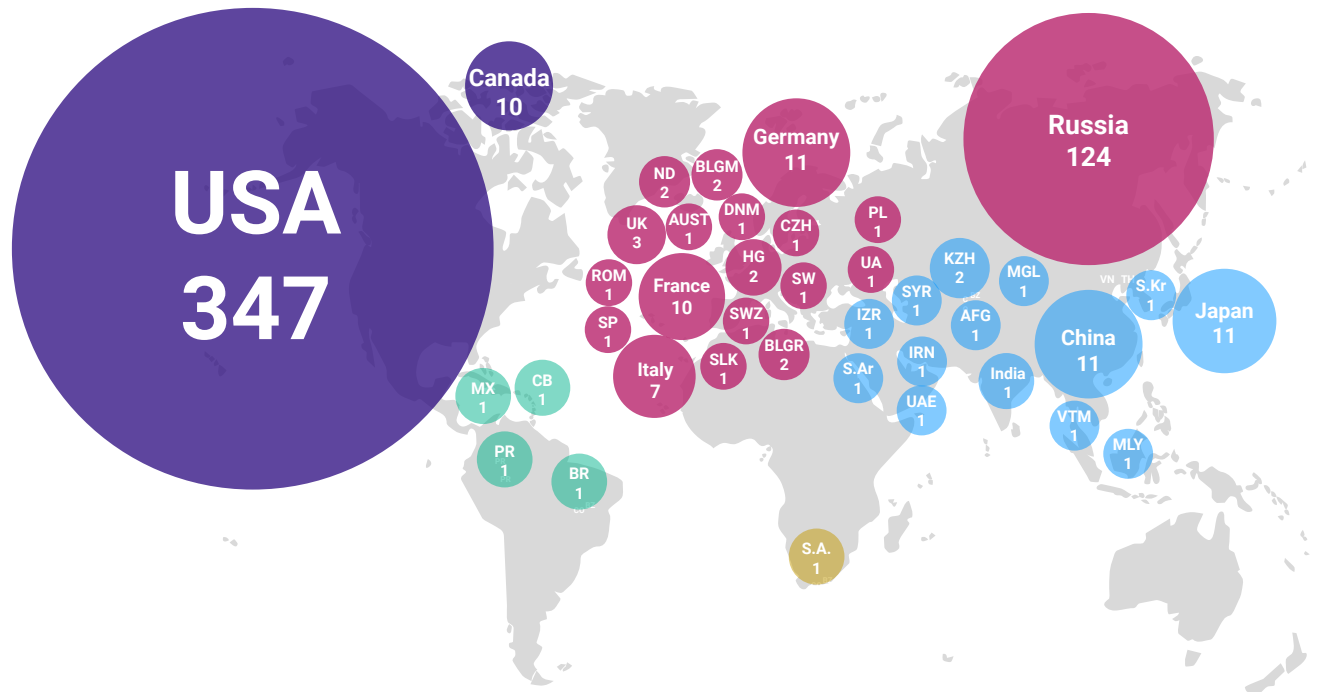 USA
347
Canada
10
Russia
124
Germany
11
ND
2
BLGM
2
UK
3
AUST
1
DNM
1
CZH
1
PL
1
HG
2
UA
1
ROM
1
France
10
SW
1
SP
1
SWZ
1
Italy
7
SLK
1
BLGR
2
KZH
2
MGL
1
SYR
1
IZR
1
AFG
1
VN TH
S.Kr
1
Japan
11
China
11
IRN
1
S.Ar
1
India
1
UAE
1
VTM
1
MLY
1
MX
1
CB
1
PR
1
BR
1
S.A.
1